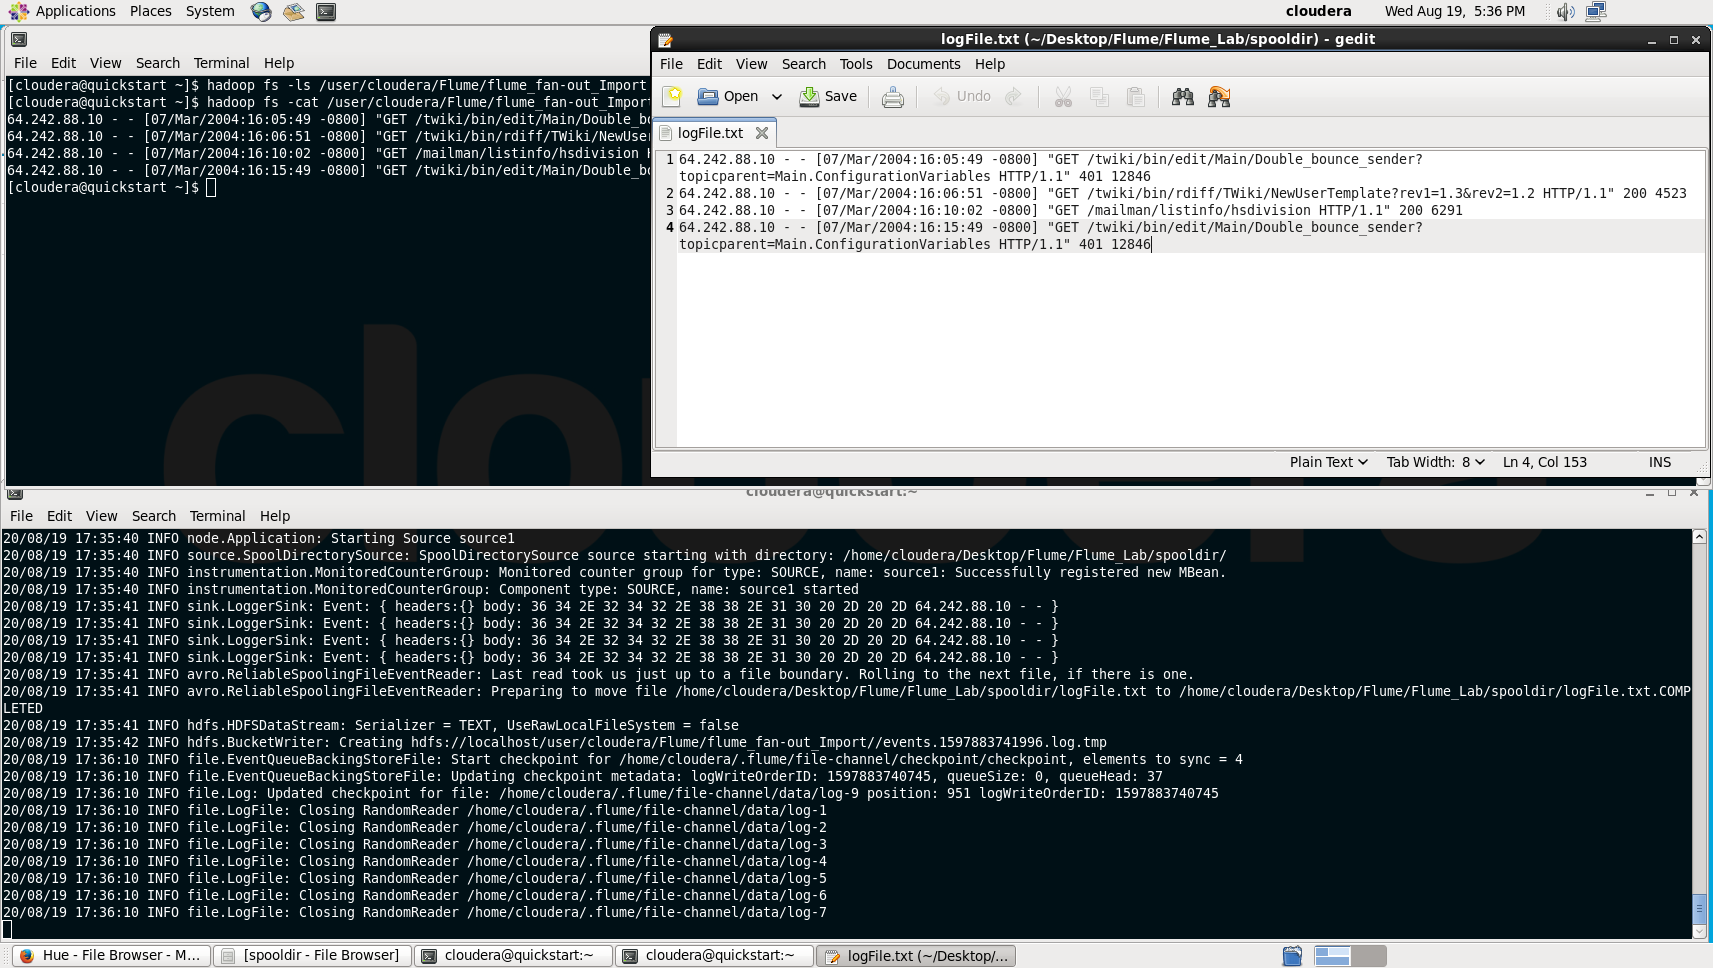 Applications Places System
cloudera Wed Aug 19, 5:36 PM
File Edit View Search Terminal Help
[cloudera@quickstart ~]$ hadoop fs -ls /user/cloudera/Flume/flume_fan-out_Import
[cloudera@quickstart ~]$ hadoop fs -cat /user/cloudera/Flume/flume_fan-out_Import
64.242.88.10 - - [07/Mar/2004:16:05:49 -0800] "GET /twiki/bin/edit/Main/Double_bo
64.242.88.10 - - [07/Mar/2004:16:06:51 -0800] "GET /twiki/bin/rdiff/TWiki/NewUse
64.242.88.10 - - [07/Mar/2004:16:10:02 -0800] "GET /mailman/listinfo/hsdivision
64.242.88.10 - - [07/Mar/2004:16:15:49 -0800] "GET /twiki/bin/edit/Main/Double_bo
[cloudera@quickstart ~]$
logFile.txt (~/Desktop/Flume/Flume_Lab/spooldir) - gedit
File Edit View Search Tools Documents Help
Open Save Undo
logFile.txt
1 64.242.88.10 - - [07/Mar/2004:16:05:49 -0800] "GET /twiki/bin/edit/Main/Double_bounce_sender?
topicparent=Main.ConfigurationVariables HTTP/1.1" 401 12846
2 64.242.88.10 - - [07/Mar/2004:16:06:51 -0800] "GET /twiki/bin/rdiff/TWiki/NewUserTemplate?rev1=1.3&rev2=1.2 HTTP/1.1" 200 4523
3 64.242.88.10 - - [07/Mar/2004:16:10:02 -0800] "GET /mailman/listinfo/hsdivision HTTP/1.1" 200 6291
4 64.242.88.10 - - [07/Mar/2004:16:15:49 -0800] "GET /twiki/bin/edit/Main/Double_bounce_sender?
topicparent=Main.ConfigurationVariables HTTP/1.1" 401 12846
Plain Text Tab Width: 8 Ln 4, Col 153 INS
cloudera@quickstart:~
File Edit View Search Terminal Help
20/08/19 17:35:40 INFO node.Application: Starting Source source1
20/08/19 17:35:40 INFO source.SpoolDirectorySource: SpoolDirectorySource source starting with directory: /home/cloudera/Desktop/Flume/Flume_Lab/spooldir/
20/08/19 17:35:40 INFO instrumentation.MonitoredCounterGroup: Monitored counter group for type: SOURCE, name: source1: Successfully registered new MBean.
20/08/19 17:35:40 INFO instrumentation.MonitoredCounterGroup: Component type: SOURCE, name: source1 started
20/08/19 17:35:41 INFO sink.LoggerSink: Event: { headers:{} body: 36 34 2E 32 34 32 2E 38 38 2E 31 30 20 2D 20 2D 64.242.88.10 - - }
20/08/19 17:35:41 INFO sink.LoggerSink: Event: { headers:{} body: 36 34 2E 32 34 32 2E 38 38 2E 31 30 20 2D 20 2D 64.242.88.10 - - }
20/08/19 17:35:41 INFO sink.LoggerSink: Event: { headers:{} body: 36 34 2E 32 34 32 2E 38 38 2E 31 30 20 2D 20 2D 64.242.88.10 - - }
20/08/19 17:35:41 INFO sink.LoggerSink: Event: { headers:{} body: 36 34 2E 32 34 32 2E 38 38 2E 31 30 20 2D 20 2D 64.242.88.10 - - }
20/08/19 17:35:41 INFO avro.ReliableSpoolingFileEventReader: Last read took us just up to a file boundary. Rolling to the next file, if there is one.
20/08/19 17:35:41 INFO avro.ReliableSpoolingFileEventReader: Preparing to move file /home/cloudera/Desktop/Flume/Flume_Lab/spooldir/logFile.txt to /home/cloudera/Desktop/Flume/Flume_Lab/spooldir/logFile.txt.COMP
LETED
20/08/19 17:35:41 INFO hdfs.HDFSDataStream: Serializer = TEXT, UseRawLocalFileSystem = false
20/08/19 17:35:42 INFO hdfs.BucketWriter: Creating hdfs://localhost/user/cloudera/Flume/flume_fan-out_Import//events.1597883741996.log.tmp
20/08/19 17:36:10 INFO file.EventQueueBackingStoreFile: Start checkpoint for /home/cloudera/.flume/file-channel/checkpoint/checkpoint, elements to sync = 4
20/08/19 17:36:10 INFO file.EventQueueBackingStoreFile: Updating checkpoint metadata: logWriteOrderID: 1597883740745, queueSize: 0, queueHead: 37
20/08/19 17:36:10 INFO file.Log: Updated checkpoint for file: /home/cloudera/.flume/file-channel/data/log-9 position: 951 logWriteOrderID: 1597883740745
20/08/19 17:36:10 INFO file.LogFile: Closing RandomReader /home/cloudera/.flume/file-channel/data/log-1
20/08/19 17:36:10 INFO file.LogFile: Closing RandomReader /home/cloudera/.flume/file-channel/data/log-2
20/08/19 17:36:10 INFO file.LogFile: Closing RandomReader /home/cloudera/.flume/file-channel/data/log-3
20/08/19 17:36:10 INFO file.LogFile: Closing RandomReader /home/cloudera/.flume/file-channel/data/log-4
20/08/19 17:36:10 INFO file.LogFile: Closing RandomReader /home/cloudera/.flume/file-channel/data/log-5
20/08/19 17:36:10 INFO file.LogFile: Closing RandomReader /home/cloudera/.flume/file-channel/data/log-6
20/08/19 17:36:10 INFO file.LogFile: Closing RandomReader /home/cloudera/.flume/file-channel/data/log-7
Hue - File Browser - M... [spooldir - File Browser] cloudera@quickstart:~ cloudera@quickstart:~ logFile.txt (~/Desktop/...